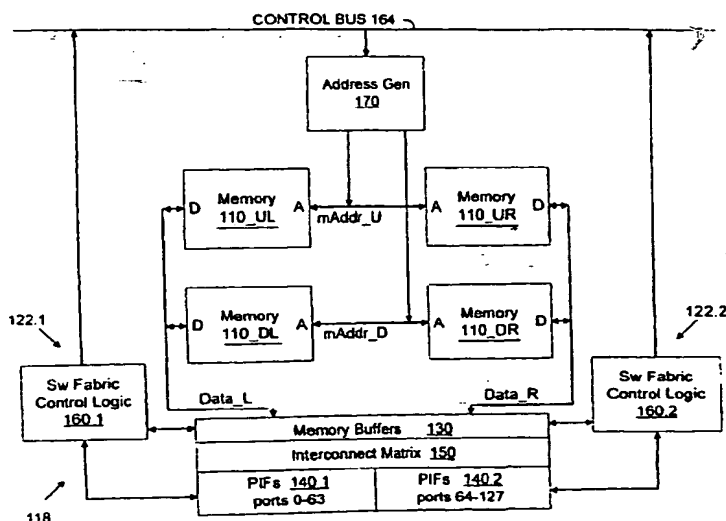 CONTROL BUS 164
Address Gen
170
Memory
110_UL
D
A
mAddr_U
Memory
110_UR
A
D
Memory
110_DL
D
A
mAddr_D
Memory
110_DR
A
D
122.1
122.2
Sw Fabric
Control Logic
160.1
Sw Fabric
Control Logic
160.2
Data_L
Data_R
Memory Buffers 130
Interconnect Matrix 150
PIFs 140.1
ports 0-63
PIFs 140.2
ports 64-127
118